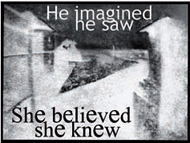 He imagined
he saw
She believed
she knew